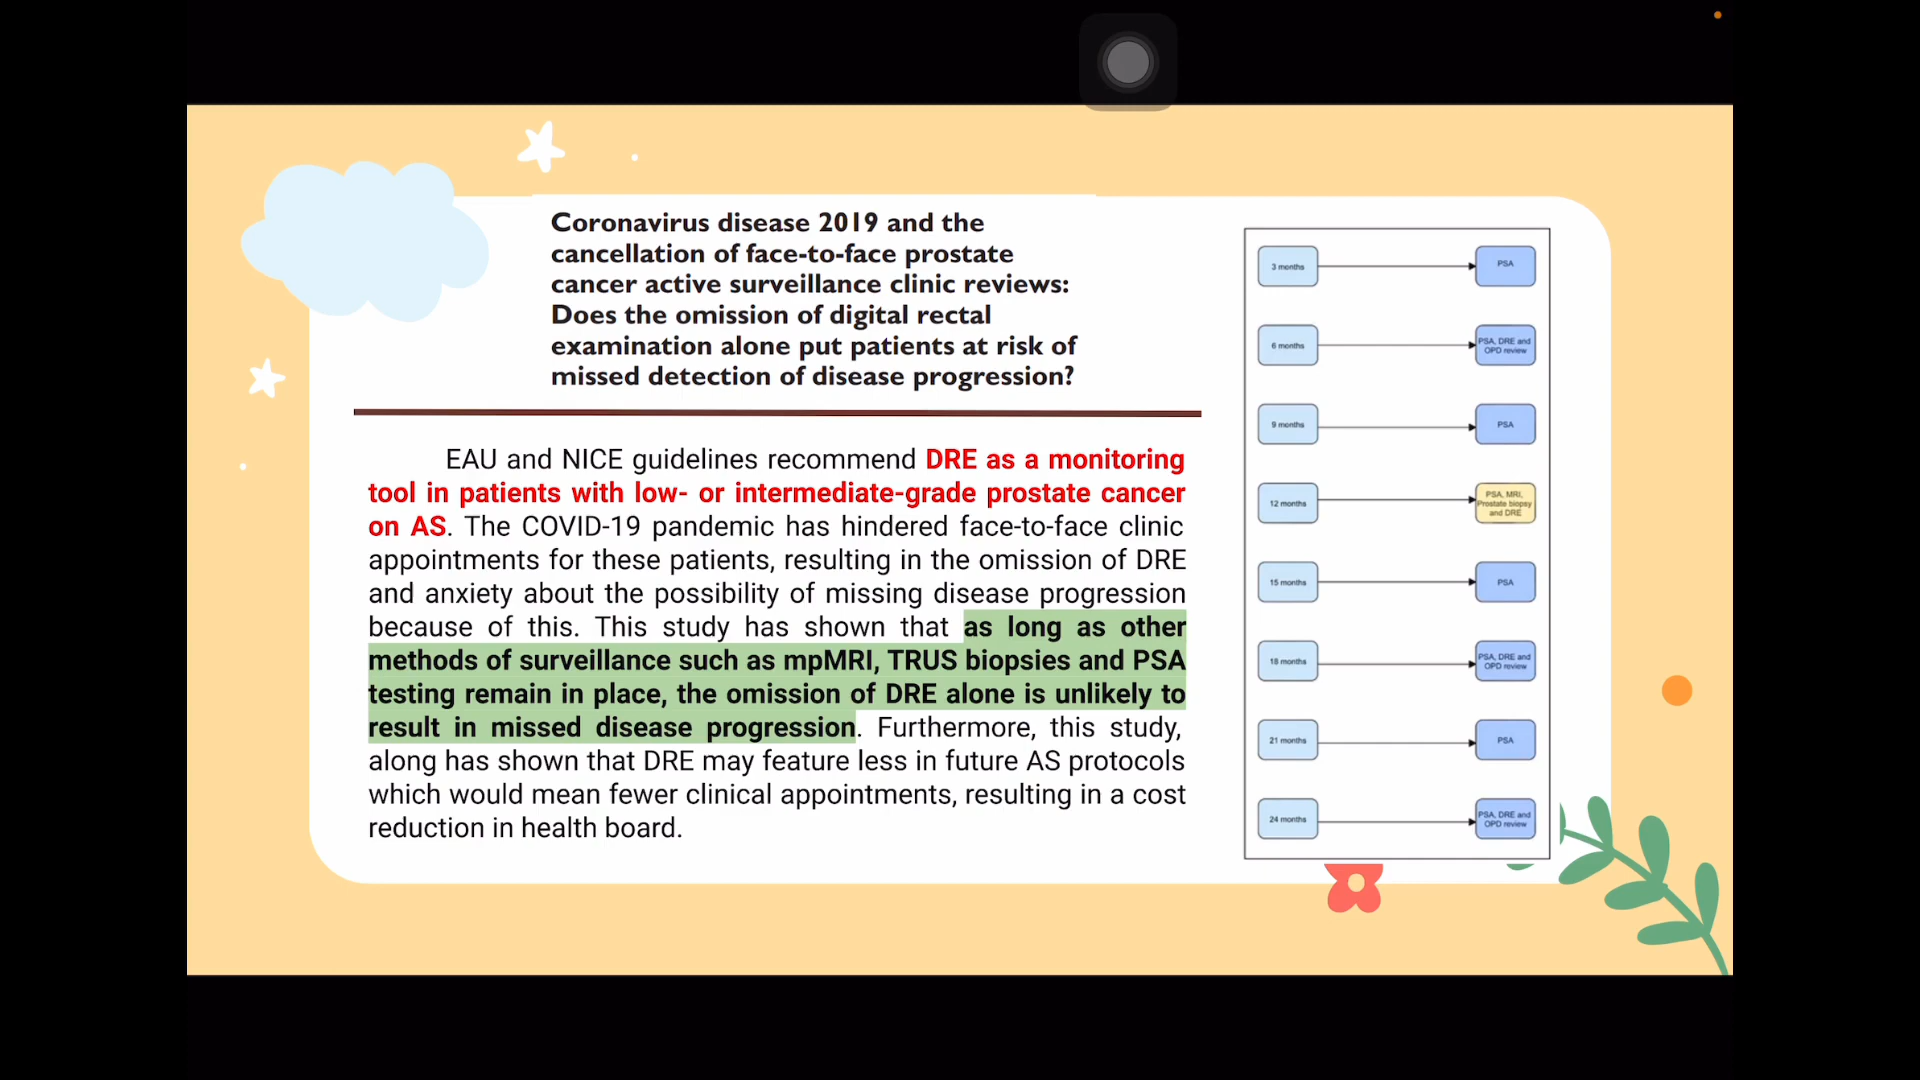 Coronavirus disease 2019 and the
cancellation of face-to-face prostate
cancer active surveillance clinic reviews:
Does the omission of digital rectal
examination alone put patients at risk of
missed detection of disease progression?
EAU and NICE guidelines recommend DRE as a monitoring
tool in patients with low- or intermediate-grade prostate cancer
on AS. The COVID-19 pandemic has hindered face-to-face clinic
appointments for these patients, resulting in the omission of DRE
and anxiety about the possibility of missing disease progression
because of this. This study has shown that as long as other
methods of surveillance such as mpMRI, TRUS biopsies and PSA
testing remain in place, the omission of DRE alone is unlikely to
result in missed disease progression. Furthermore, this study,
along has shown that DRE may feature less in future AS protocols
which would mean fewer clinical appointments, resulting in a cost
reduction in health board.
3 months
PSA
6 months
PSA, DRE and
OPD review
9 months
PSA
12 months
PSA, MRI,
Prostate biopsy
and DRE
15 months
PSA
18 months
PSA, DRE and
OPD review
21 months
PSA
24 months
PSA, DRE and
OPD review